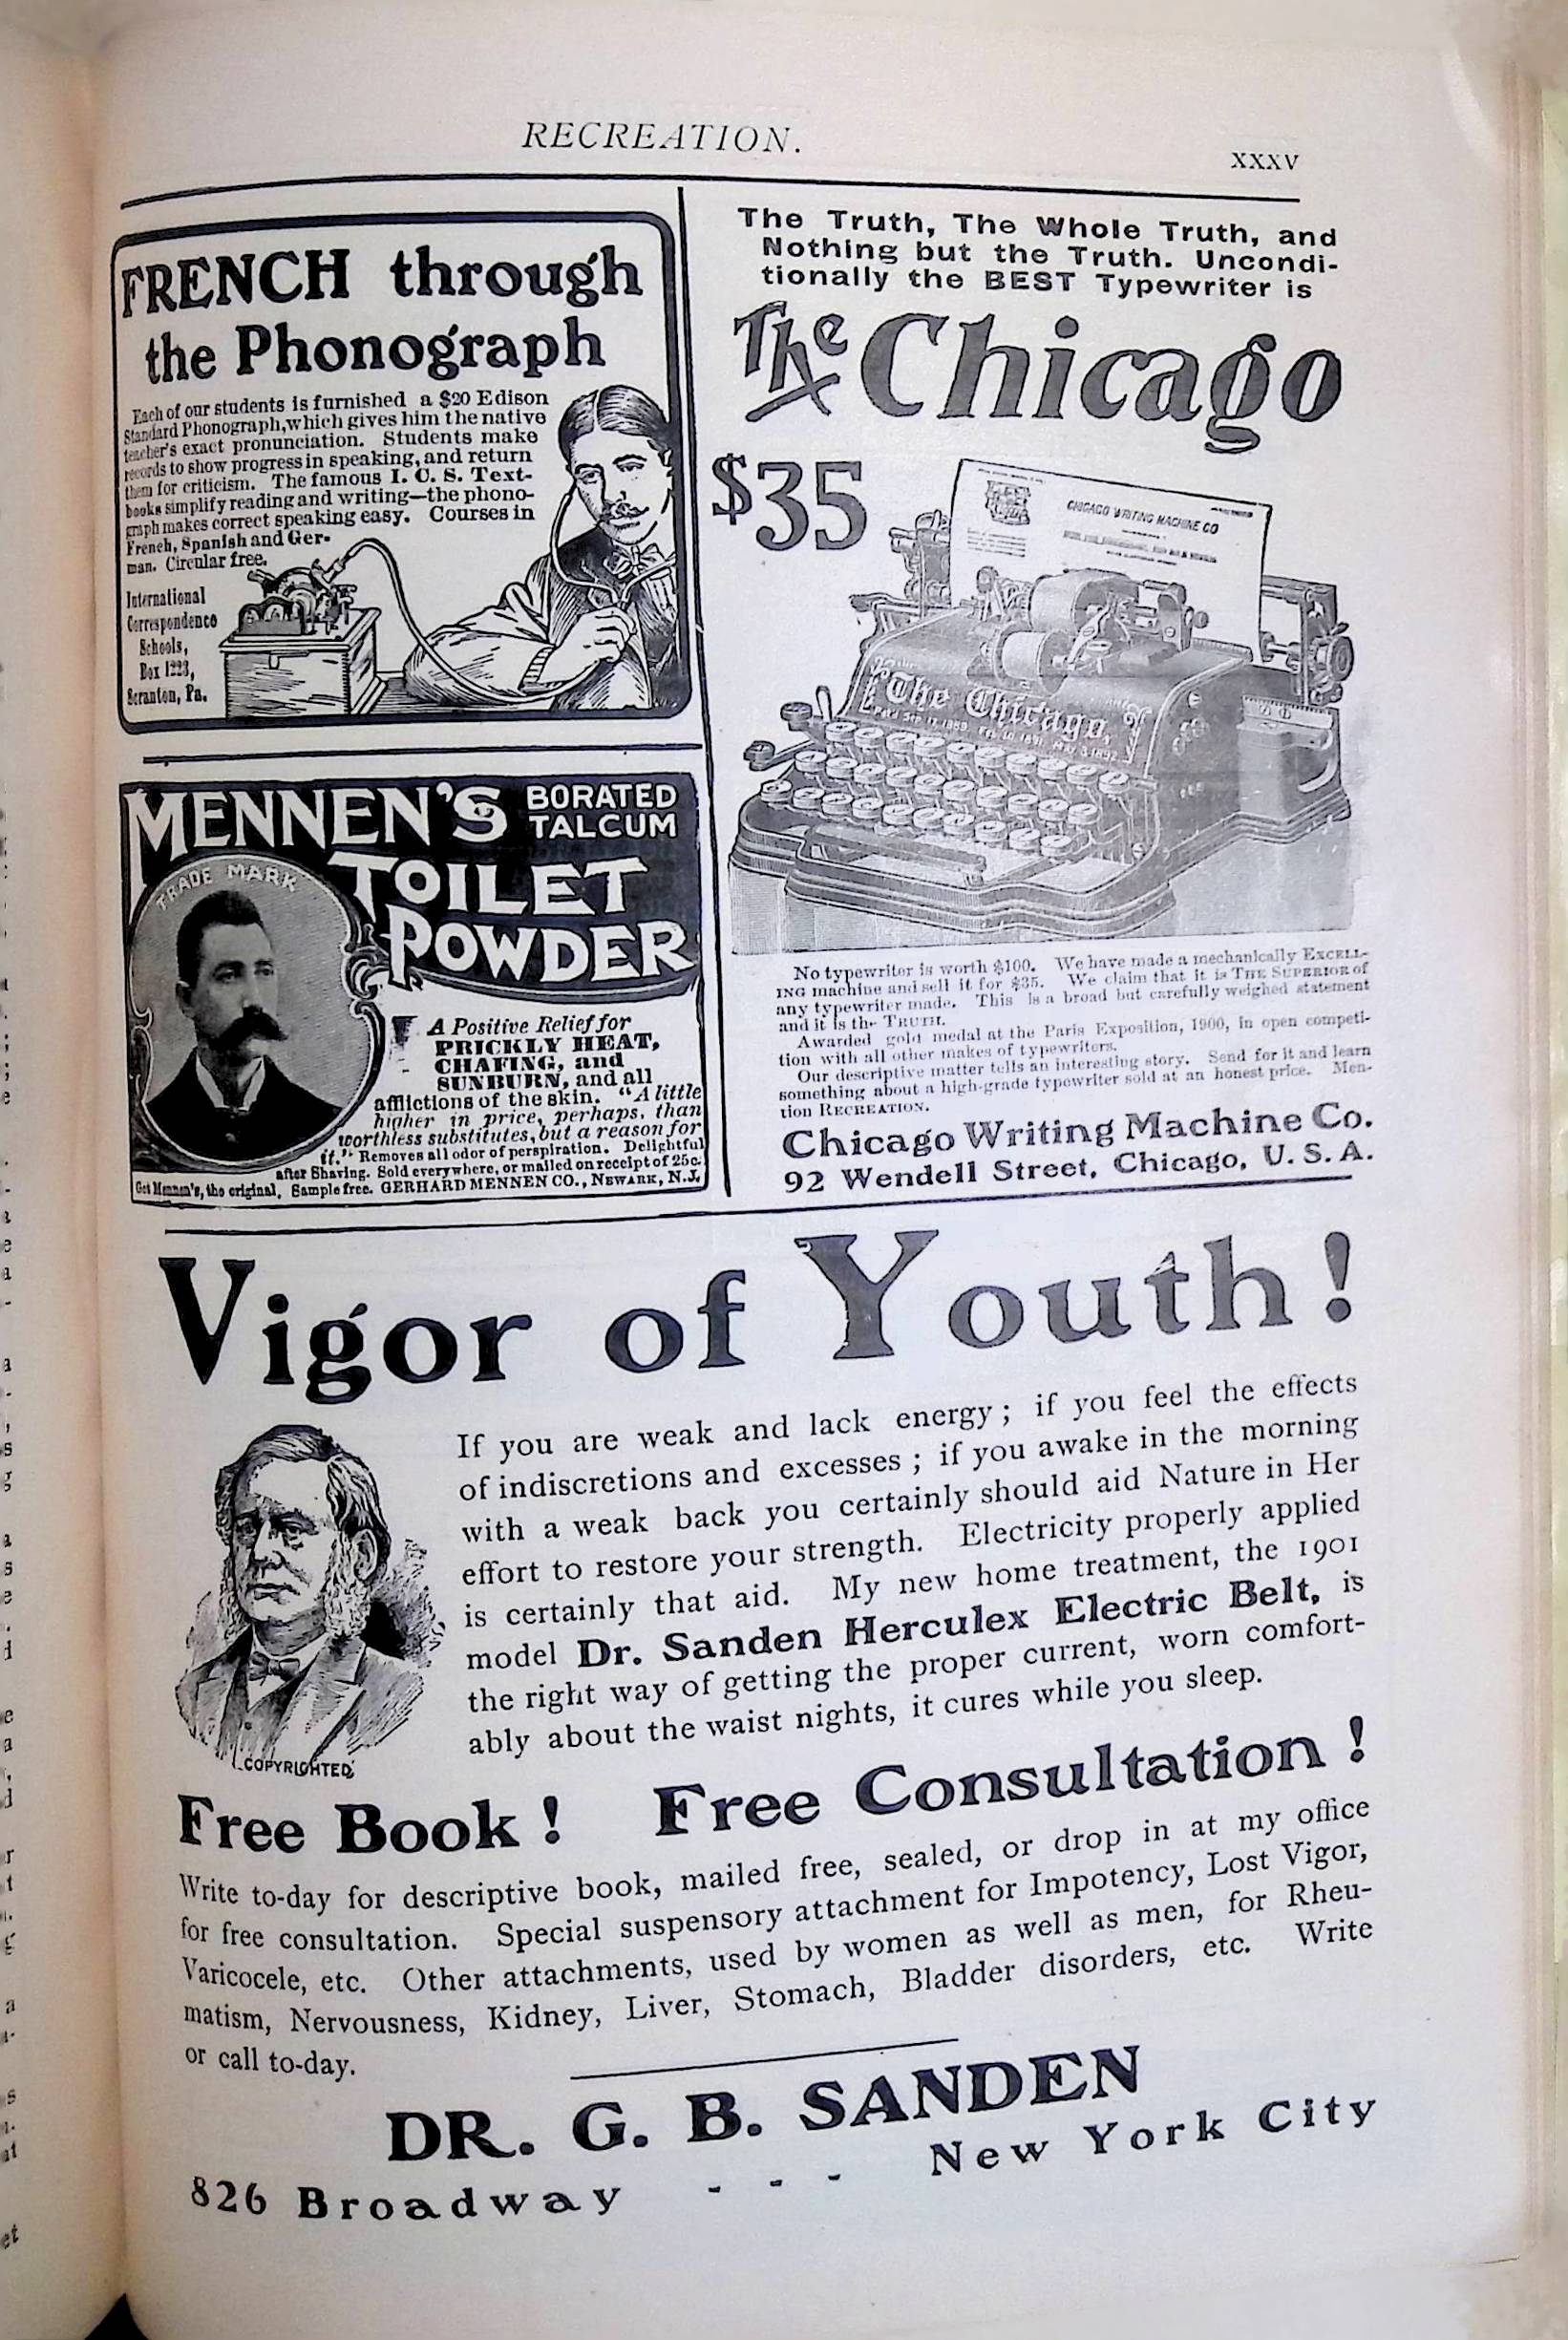 RECREATION.
XXXV
FRENCH through
the Phonograph
Each of our students is furnished a $20 Edison
Standard Phonograph, which gives him the native
teacher's exact pronunciation. Students make
records to show progress in speaking, and return
them for criticism. The famous I. C. S. Text-
books simplify reading and writing—the phono-
graph makes correct speaking easy. Courses in
French, Spanish and Ger-
man. Circular free.
International
Correspondence
Schools,
Box 1223,
Scranton, Pa.
MENNEN'S BORATED
TALCUM
TOILET
POWDER
TRADE MARK
A Positive Relief for
PRICKLY HEAT,
CHAFING, and
SUNBURN, and all
afflictions of the skin. "A little
higher in price, perhaps, than
worthless substitutes, but a reason for
it." Removes all odor of perspiration. Delightful
after Shaving. Sold everywhere, or mailed on receipt of 25c.
Get Mennen's, the original. Sample free. GERHARD MENNEN CO., NEWARK, N.J.
The Truth, The Whole Truth, and
Nothing but the Truth. Uncondi-
tionally the BEST Typewriter is
The Chicago
$35
CHICAGO WRITING MACHINE CO
The Chicago,
PAT'D SEP. 17. 1889. FEB. 10. 1891. MAR. 3. 1892.
No typewriter is worth $100. We have made a mechanically EXCELL-
ING machine and sell it for $35. We claim that it is THE SUPERIOR of
any typewriter made. This is a broad but carefully weighed statement
and it is the TRUTH.
Awarded gold medal at the Paris Exposition, 1900, in open competi-
tion with all other makes of typewriters.
Our descriptive matter tells an interesting story. Send for it and learn
something about a high-grade typewriter sold at an honest price. Men-
tion RECREATION.
Chicago Writing Machine Co.
92 Wendell Street, Chicago, U. S. A.
Vigor of Youth!
If you are weak and lack energy; if you feel the effects
of indiscretions and excesses; if you awake in the morning
with a weak back you certainly should aid Nature in Her
effort to restore your strength. Electricity properly applied
is certainly that aid. My new home treatment, the 1901
model Dr. Sanden Herculex Electric Belt, is
the right way of getting the proper current, worn comfort-
ably about the waist nights, it cures while you sleep.
COPYRIGHTED
Free Book! Free Consultation!
Write to-day for descriptive book, mailed free, sealed, or drop in at my office
for free consultation. Special suspensory attachment for Impotency, Lost Vigor,
Varicocele, etc. Other attachments, used by women as well as men, for Rheu-
matism, Nervousness, Kidney, Liver, Stomach, Bladder disorders, etc. Write
or call to-day.
DR. G. B. SANDEN
826 Broadway - - - New York City